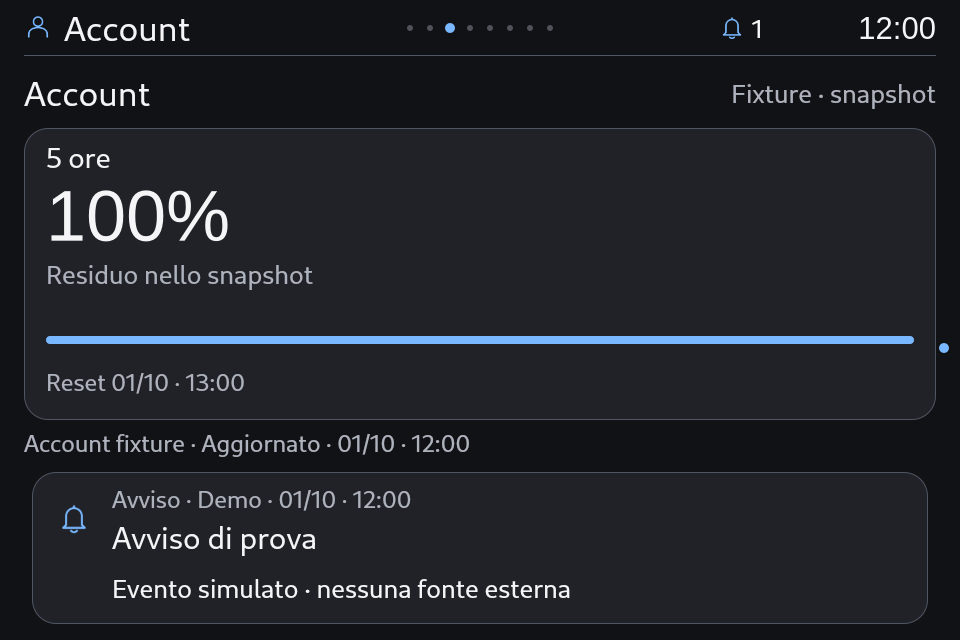 Account
1
12:00
Account
Fixture · snapshot
5 ore
100%
Residuo nello snapshot
Reset 01/10 · 13:00
Account fixture · Aggiornato · 01/10 · 12:00
Avviso · Demo · 01/10 · 12:00
Avviso di prova
Evento simulato · nessuna fonte esterna